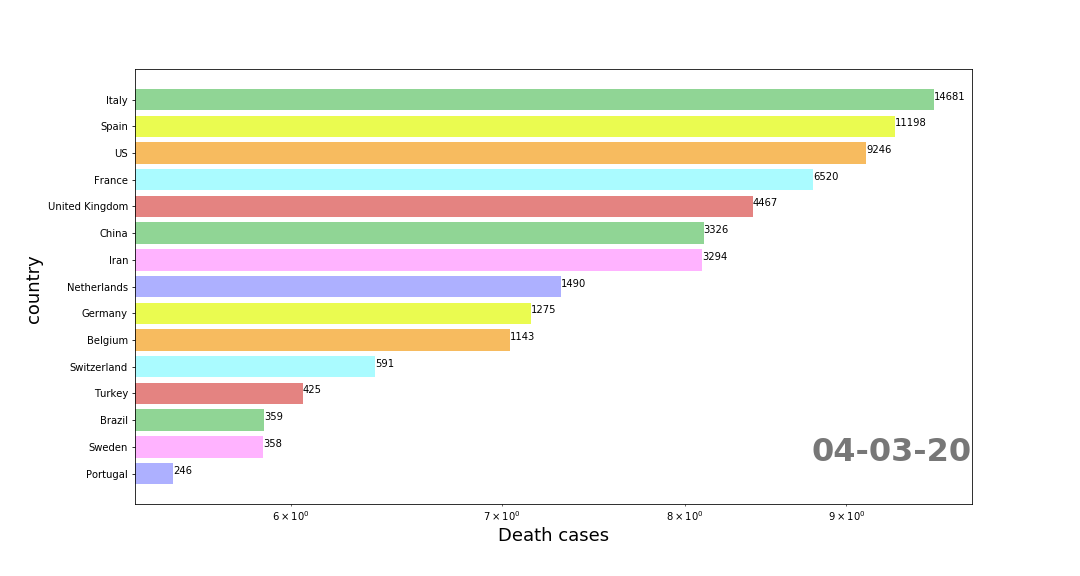 Italy 14681
Spain 11198
US 9246
France 6520
United Kingdom 4467
China 3326
Iran 3294
Netherlands 1490
Germany 1275
Belgium 1143
Switzerland 591
Turkey 425
Brazil 359
Sweden 358
Portugal 246
country
04-03-20
6 × 10⁰ 7 × 10⁰ 8 × 10⁰ 9 × 10⁰
Death cases